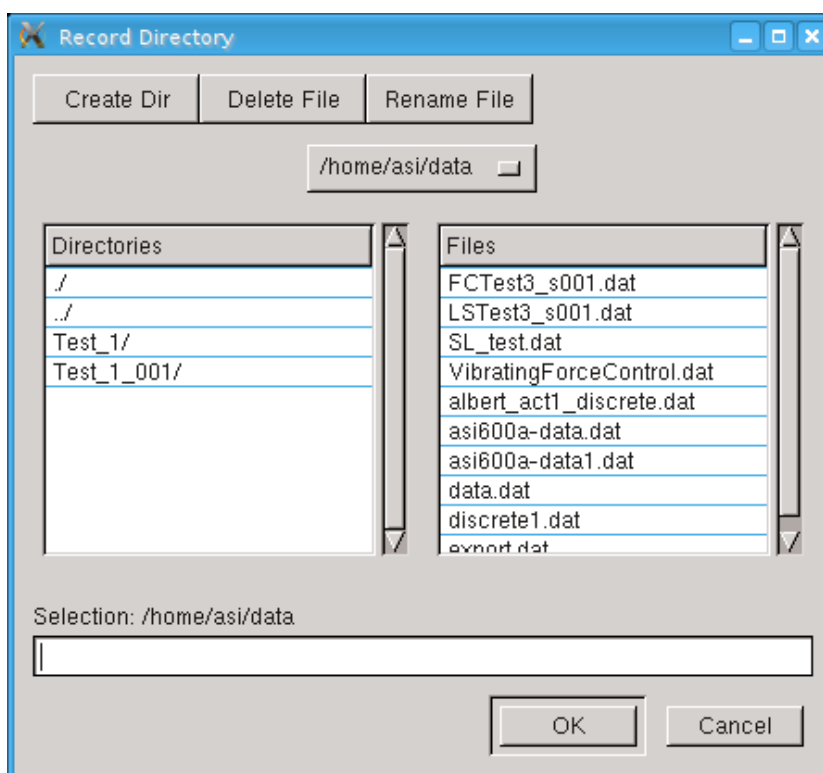 Record Directory
Create Dir Delete File Rename File
/home/asi/data
Directories
./
../
Test_1/
Test_1_001/
Files
FCTest3_s001.dat
LSTest3_s001.dat
SL_test.dat
VibratingForceControl.dat
albert_act1_discrete.dat
asi600a-data.dat
asi600a-data1.dat
data.dat
discrete1.dat
export.dat
Selection: /home/asi/data
OK Cancel